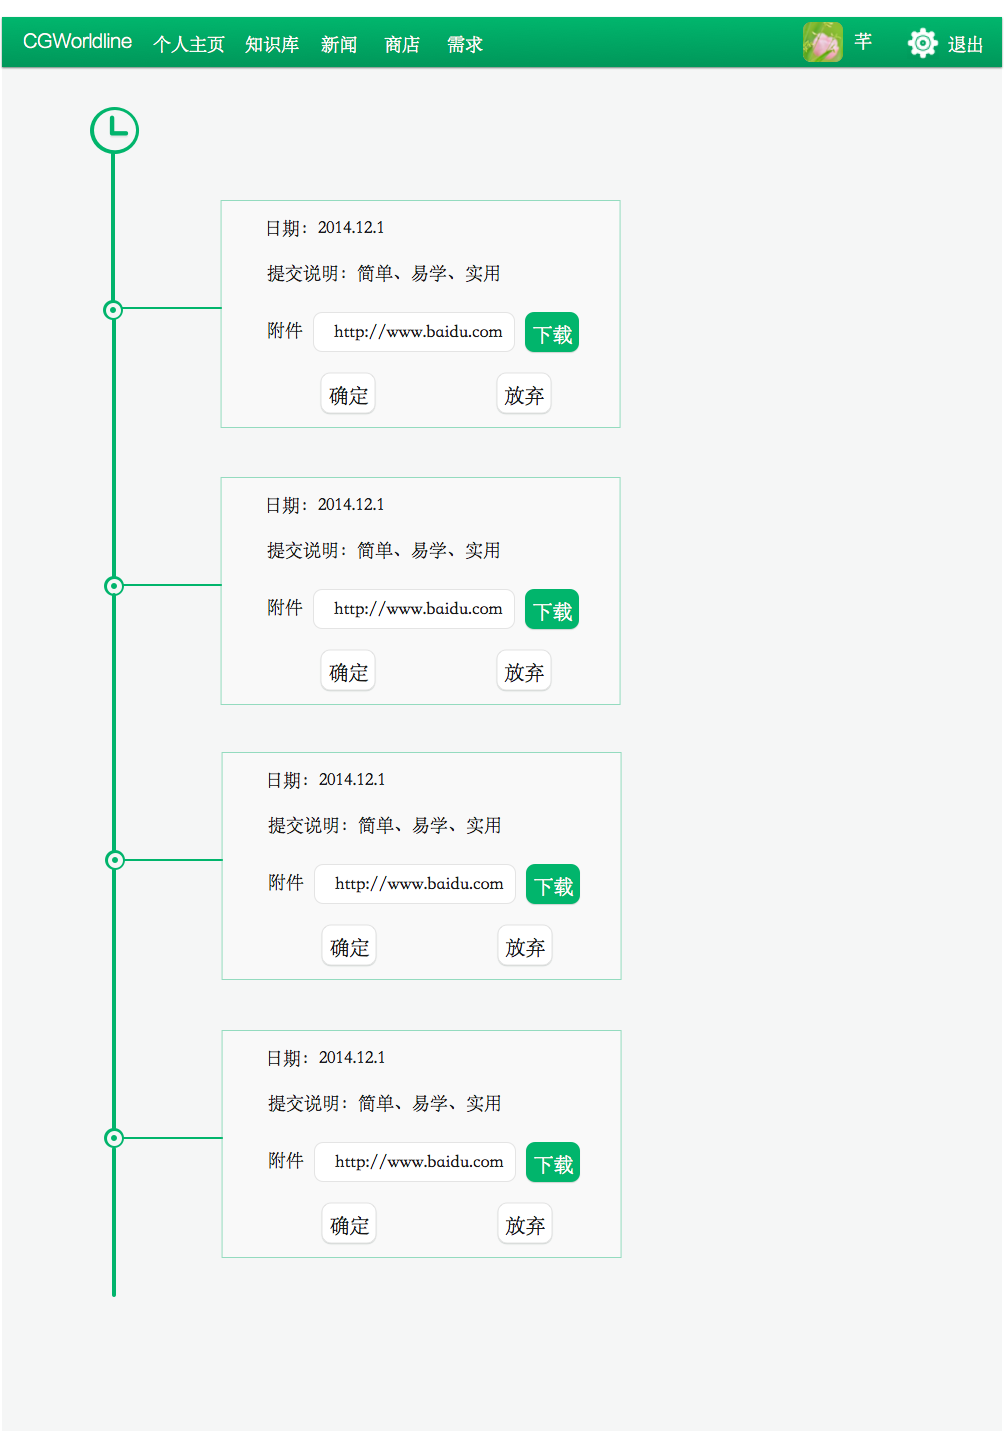 CGWorldline 个人主页 知识库 新闻 商店 需求 芊 退出
日期：2014.12.1
提交说明：简单、易学、实用
附件 http://www.baidu.com 下载
确定 放弃
日期：2014.12.1
提交说明：简单、易学、实用
附件 http://www.baidu.com 下载
确定 放弃
日期：2014.12.1
提交说明：简单、易学、实用
附件 http://www.baidu.com 下载
确定 放弃
日期：2014.12.1
提交说明：简单、易学、实用
附件 http://www.baidu.com 下载
确定 放弃